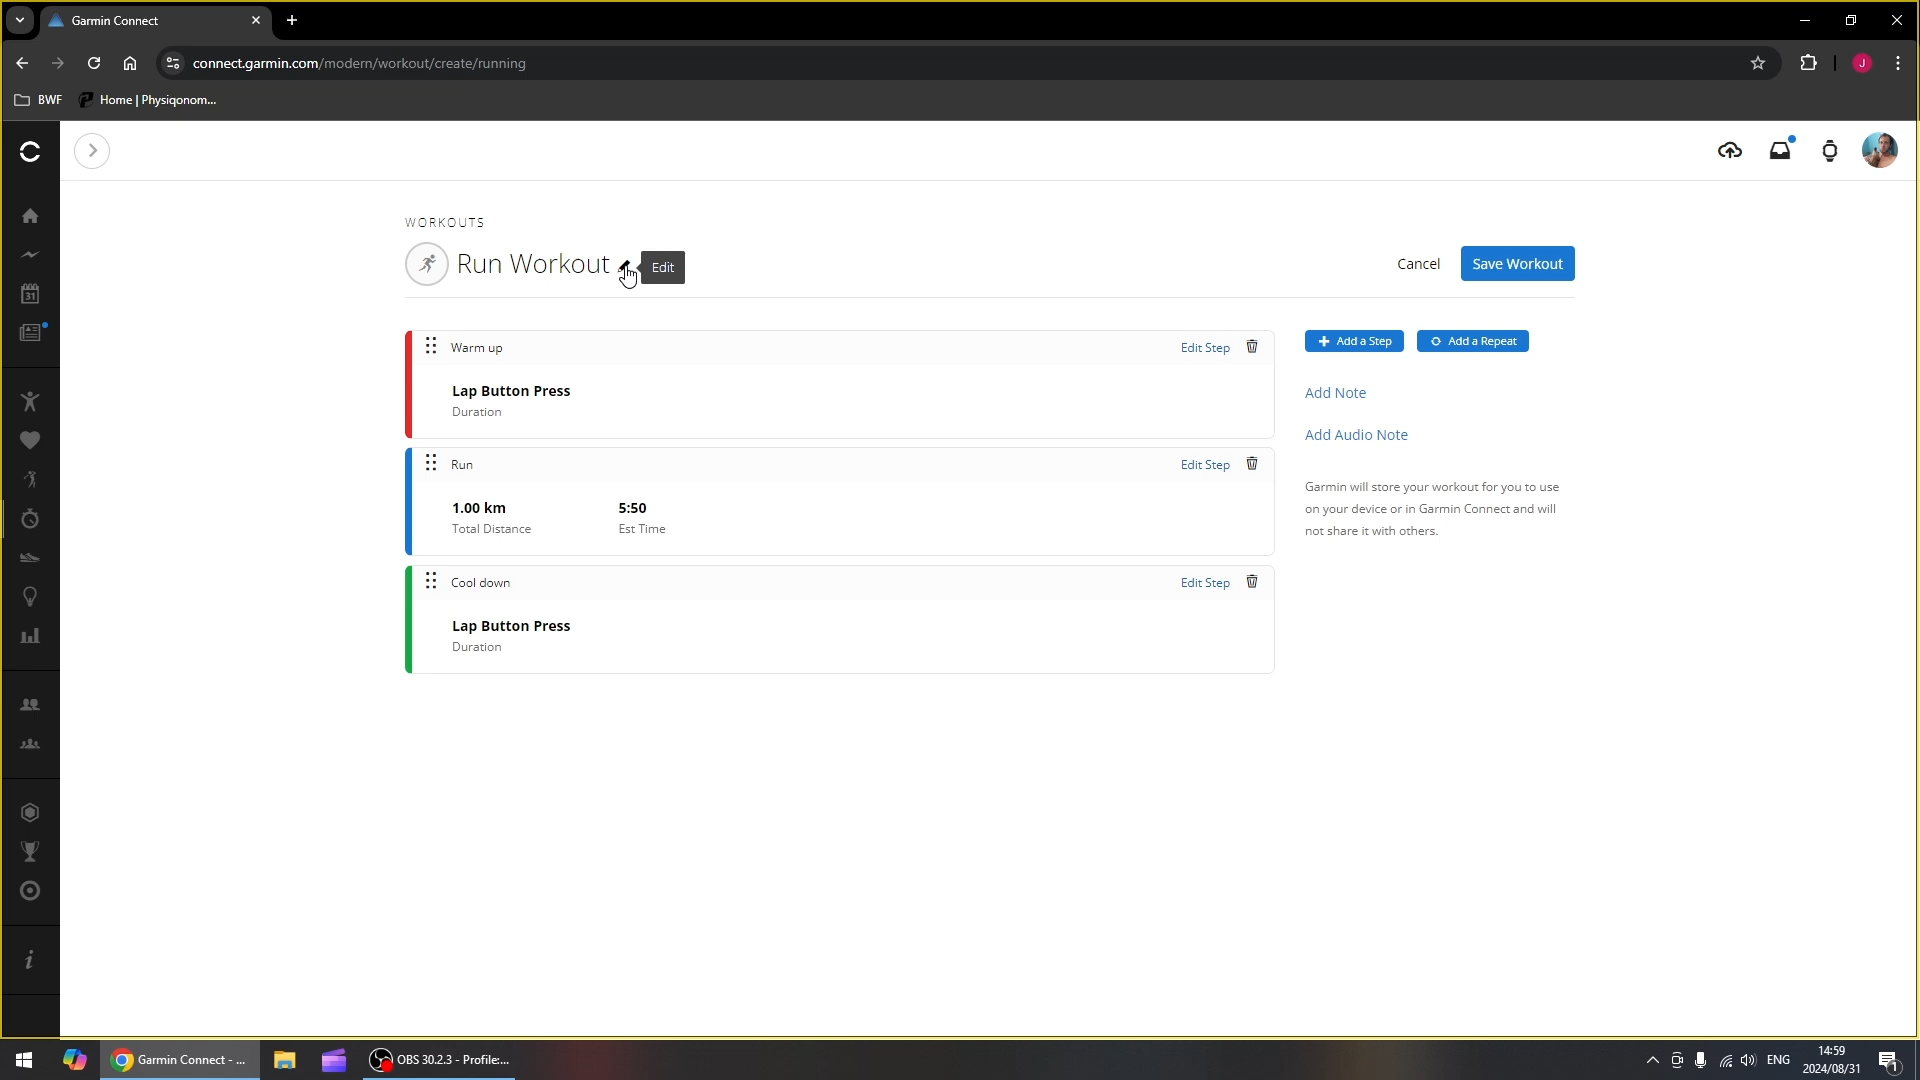 Garmin Connect
connect.garmin.com/modern/workout/create/running
J
BWF
Home | Physiqonom...
31
WORKOUTS
Run Workout
Edit
Cancel
Save Workout
Warm up
Edit Step
Lap Button Press
Duration
Run
Edit Step
1.00 km
5:50
Total Distance
Est Time
Cool down
Edit Step
Lap Button Press
Duration
Add a Step
Add a Repeat
Add Note
Add Audio Note
Garmin will store your workout for you to use
on your device or in Garmin Connect and will
not share it with others.
Garmin Connect - ...
OBS 30.2.3 - Profile:...
ENG
14:59
2024/08/31
1